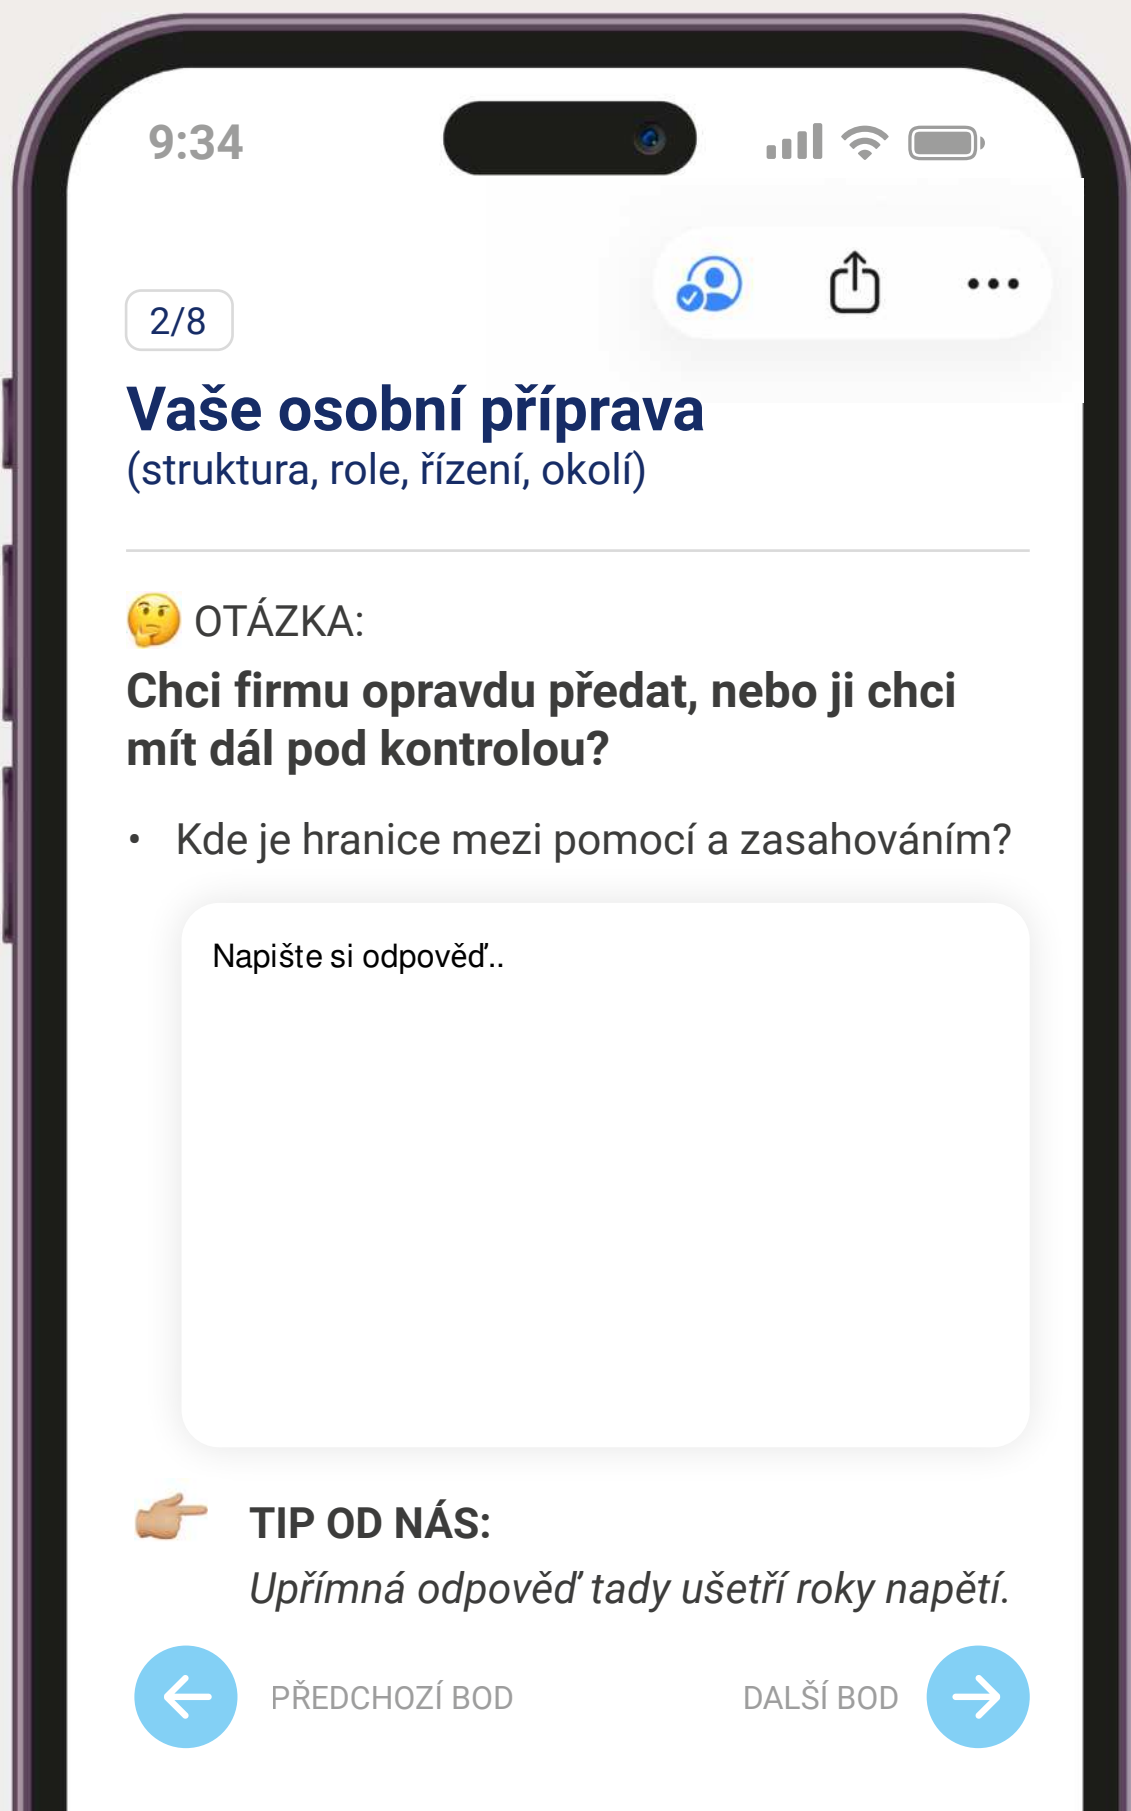 9:34
2/8
Vaše osobní příprava
(struktura, role, řízení, okolí)
🤔 OTÁZKA:
Chci firmu opravdu předat, nebo ji chci
mít dál pod kontrolou?
• Kde je hranice mezi pomocí a zasahováním?
Napište si odpověď..
TIP OD NÁS:
Upřímná odpověď tady ušetří roky napětí.
PŘEDCHOZÍ BOD
DALŠÍ BOD